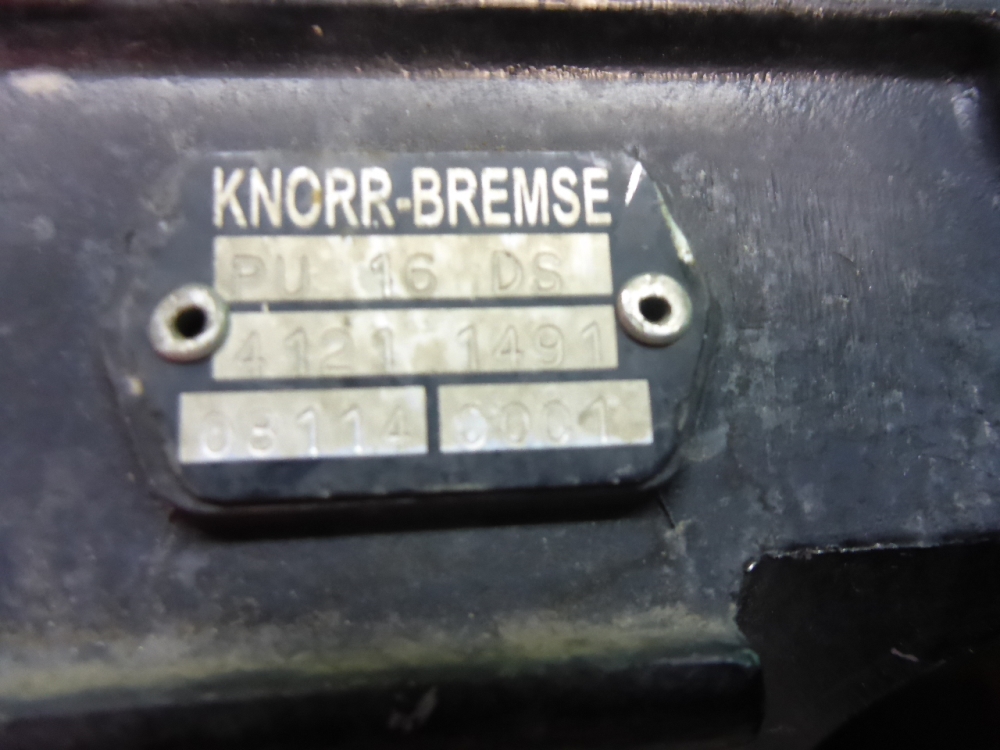 KNORR-BREMSE
PU 16 DS
4121 1491
08114 0001